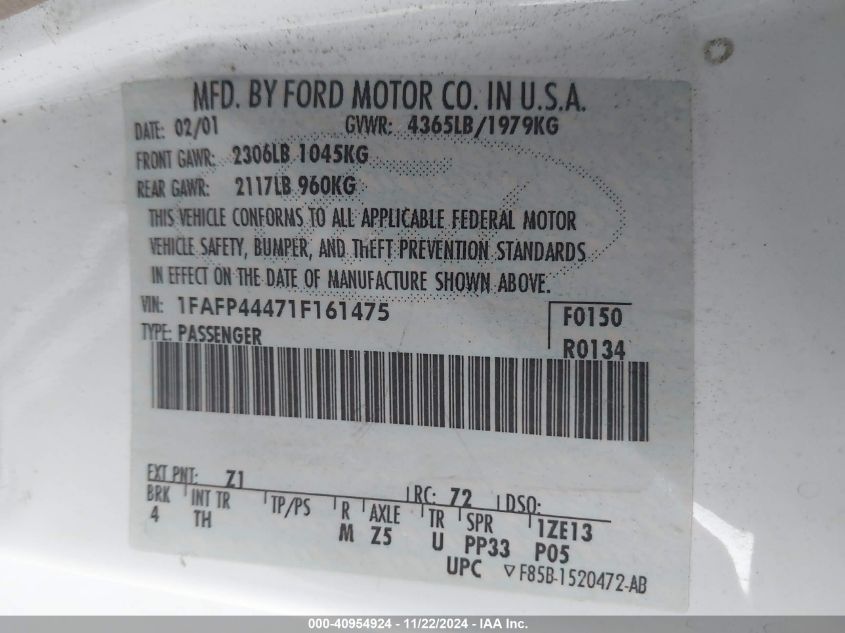 MFD. BY FORD MOTOR CO. IN U.S.A.
DATE: 02/01 GVWR: 4365LB/1979KG
FRONT GAWR: 2306LB 1045KG
REAR GAWR: 2117LB 960KG
THIS VEHICLE CONFORMS TO ALL APPLICABLE FEDERAL MOTOR
VEHICLE SAFETY, BUMPER, AND THEFT PREVENTION STANDARDS
IN EFFECT ON THE DATE OF MANUFACTURE SHOWN ABOVE.
VIN: 1FAFP44471F161475 F0150
TYPE: PASSENGER R0134
EXT PNT: Z1 RC: 72 DSO:
BRK INT TR TP/PS R AXLE TR SPR 1ZE13
4 TH M Z5 U PP33 P05
UPC ▽F85B-1520472-AB
000-40954924 - 11/22/2024 - IAA Inc.